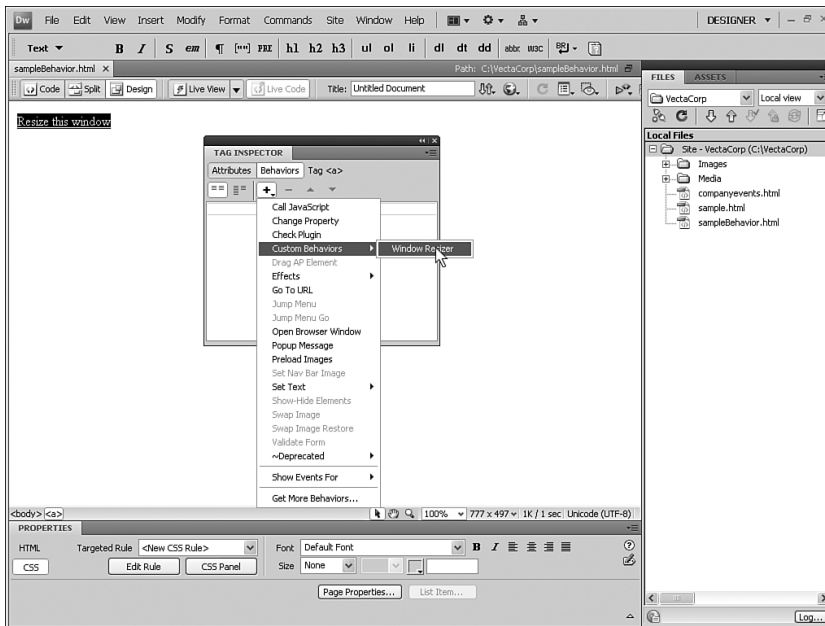 Dw File Edit View Insert Modify Format Commands Site Window Help DESIGNER
Text B I S em ¶ [""] PRE h1 h2 h3 ul ol li dl dt dd abbr. W3C BRJ
sampleBehavior.html × Path: C:\VectaCorp\sampleBehavior.html
Code Split Design Live View Live Code Title: Untitled Document
Resize this window
TAG INSPECTOR
Attributes Behaviors Tag <a>
Call JavaScript
Change Property
Check Plugin
Custom Behaviors
Window Resizer
Drag AP Element
Effects
Go To URL
Jump Menu
Jump Menu Go
Open Browser Window
Popup Message
Preload Images
Set Nav Bar Image
Set Text
Show-Hide Elements
Swap Image
Swap Image Restore
Validate Form
~Deprecated
Show Events For
Get More Behaviors...
FILES ASSETS
VectaCorp Local view
Local Files
Site - VectaCorp (C:\VectaCorp)
Images
Media
companyevents.html
sample.html
sampleBehavior.html
<body> <a> 100% 777 x 497 1K / 1 sec Unicode (UTF-8)
PROPERTIES
HTML Targeted Rule <New CSS Rule> Font Default Font B I
CSS Edit Rule CSS Panel Size None
Page Properties... List Item...
Log...